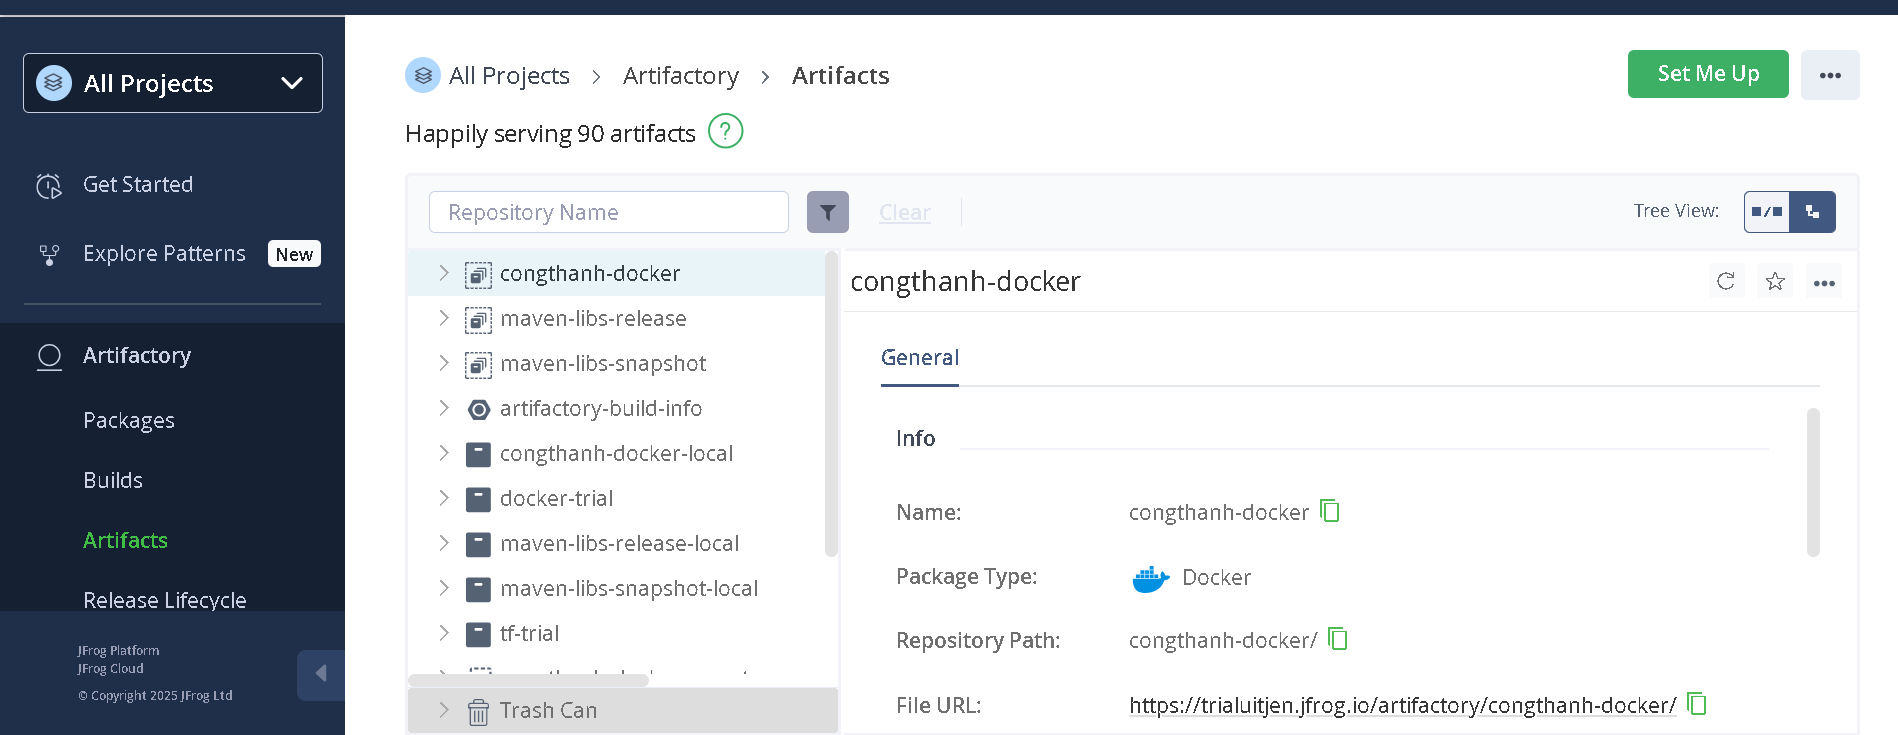 All Projects
Get Started
Explore Patterns New
Artifactory
Packages
Builds
Artifacts
Release Lifecycle
JFrog Platform
JFrog Cloud
© Copyright 2025 JFrog Ltd
All Projects > Artifactory > Artifacts
Set Me Up
Happily serving 90 artifacts ?
Repository Name
Clear
Tree View:
congthanh-docker
maven-libs-release
maven-libs-snapshot
artifactory-build-info
congthanh-docker-local
docker-trial
maven-libs-release-local
maven-libs-snapshot-local
tf-trial
Trash Can
congthanh-docker
General
Info
Name: congthanh-docker
Package Type: Docker
Repository Path: congthanh-docker/
File URL: https://trialuitjen.jfrog.io/artifactory/congthanh-docker/